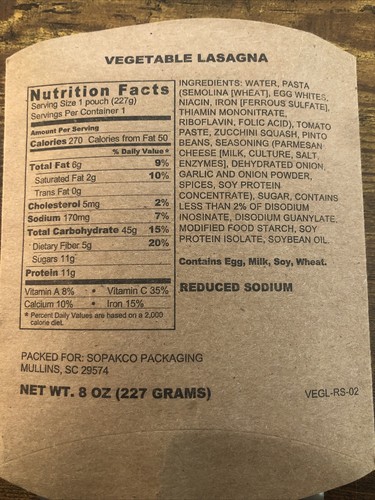 VEGETABLE LASAGNA
Nutrition Facts
Serving Size 1 pouch (227g)
Servings Per Container 1
Amount Per Serving
Calories 270 Calories from Fat 50
% Daily Value *
Total Fat 6g 9%
Saturated Fat 2g 10%
Trans Fat 0g
Cholesterol 5mg 2%
Sodium 170mg 7%
Total Carbohydrate 45g 15%
Dietary Fiber 5g 20%
Sugars 11g
Protein 11g
Vitamin A 8% • Vitamin C 35%
Calcium 10% • Iron 15%
* Percent Daily Values are based on a 2,000
calorie diet.
INGREDIENTS: WATER, PASTA
(SEMOLINA [WHEAT], EGG WHITES,
NIACIN, IRON [FERROUS SULFATE],
THIAMIN MONONITRATE,
RIBOFLAVIN, FOLIC ACID), TOMATO
PASTE, ZUCCHINI SQUASH, PINTO
BEANS, SEASONING (PARMESAN
CHEESE [MILK, CULTURE, SALT,
ENZYMES], DEHYDRATED ONION,
GARLIC AND ONION POWDER,
SPICES, SOY PROTEIN
CONCENTRATE), SUGAR, CONTAINS
LESS THAN 2% OF DISODIUM
INOSINATE, DISODIUM GUANYLATE,
MODIFIED FOOD STARCH, SOY
PROTEIN ISOLATE, SOYBEAN OIL.
Contains Egg, Milk, Soy, Wheat.
REDUCED SODIUM
PACKED FOR: SOPAKCO PACKAGING
MULLINS, SC 29574
NET WT. 8 OZ (227 GRAMS)
VEGL-RS-02